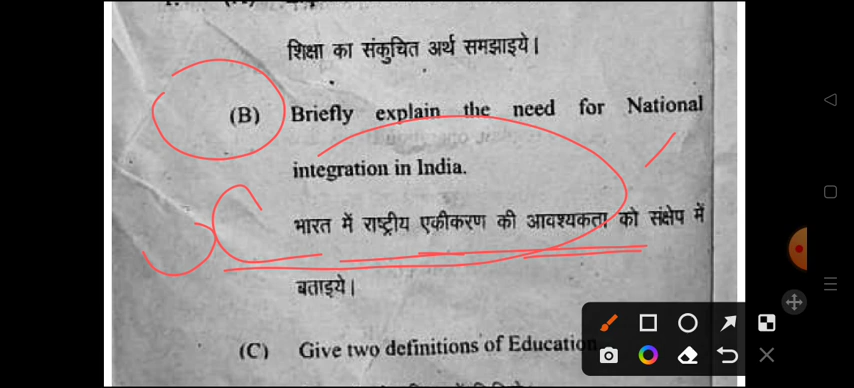 शिक्षा का संकुचित अर्थ समझाइये।
(B) Briefly explain the need for National
integration in India.
भारत में राष्ट्रीय एकीकरण की आवश्यकता को संक्षेप में
बताइये।
(C) Give two definitions of Education